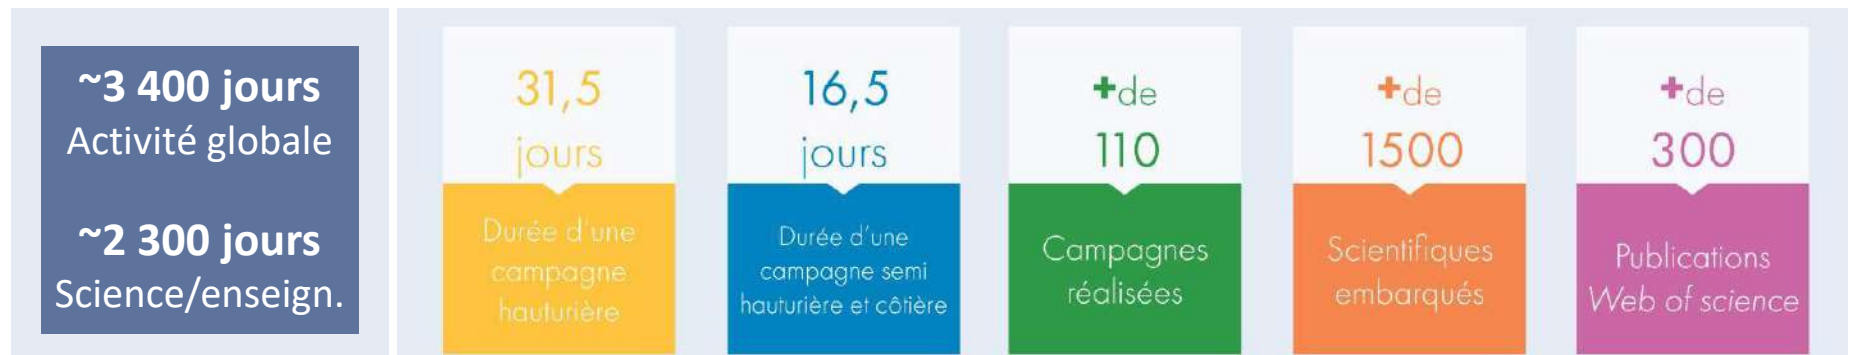 ~3 400 jours
Activité globale
~2 300 jours
Science/enseign.
31,5
jours
Durée d'une
campagne
hauturière
16,5
jours
Durée d'une
campagne semi
hauturière et côtière
+de
110
Campagnes
réalisées
+de
1500
Scientifiques
embarqués
+de
300
Publications
Web of science